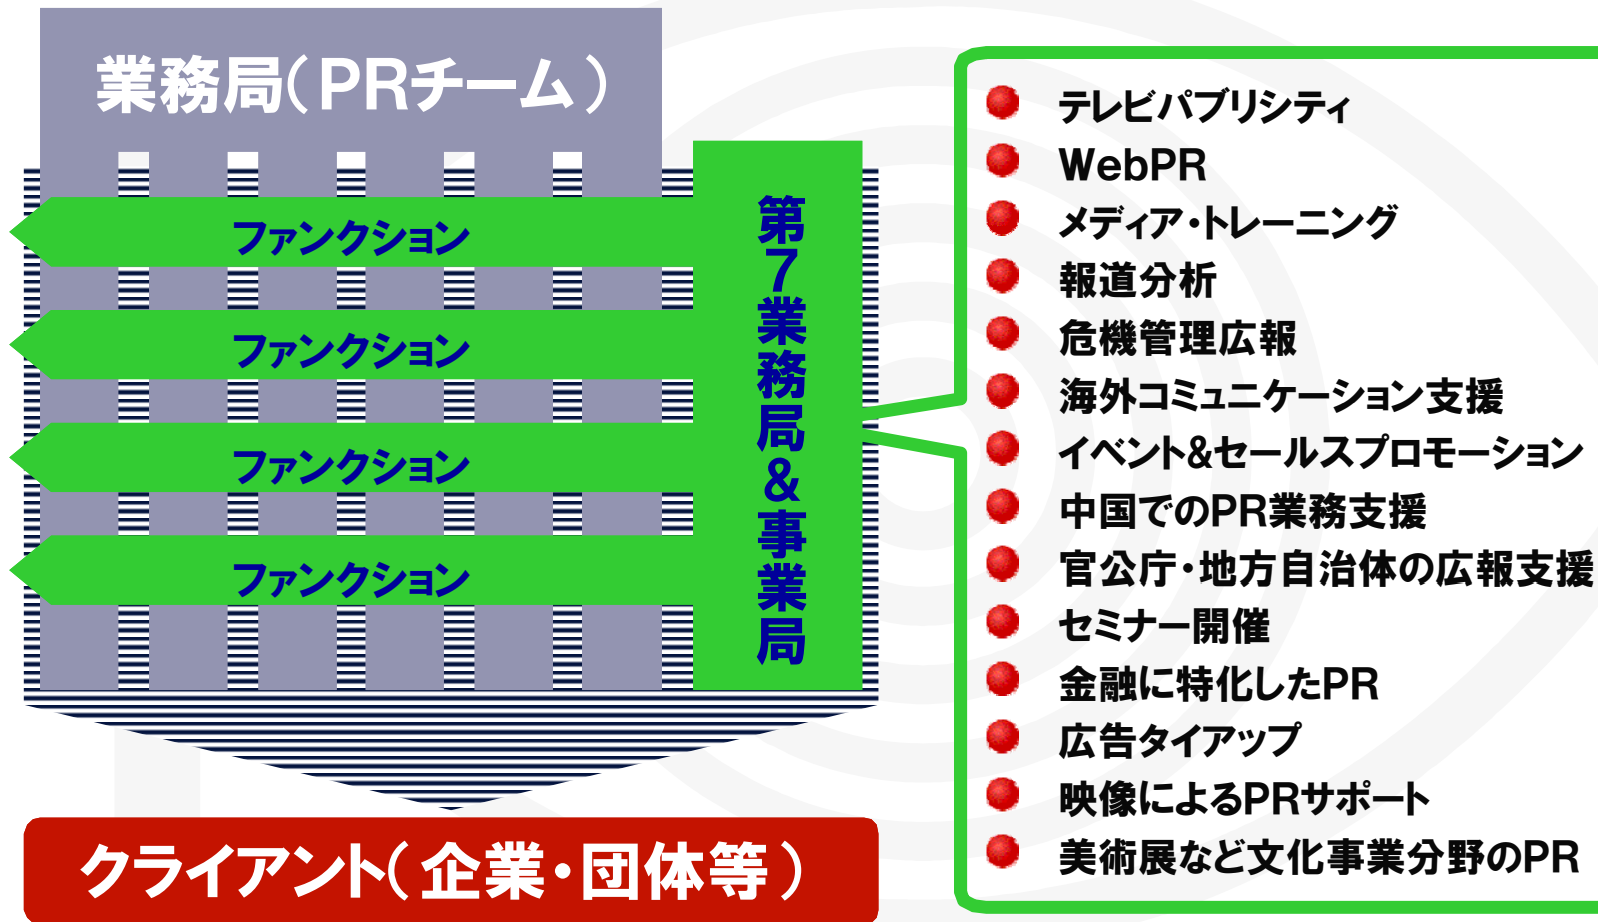 業務局(PRチーム)
ファンクション
ファンクション
ファンクション
ファンクション
第7業務局&事業局
クライアント(企業・団体等)
テレビパブリシティ
WebPR
メディア・トレーニング
報道分析
危機管理広報
海外コミュニケーション支援
イベント&セールスプロモーション
中国でのPR業務支援
官公庁・地方自治体の広報支援
セミナー開催
金融に特化したPR
広告タイアップ
映像によるPRサポート
美術展など文化事業分野のPR